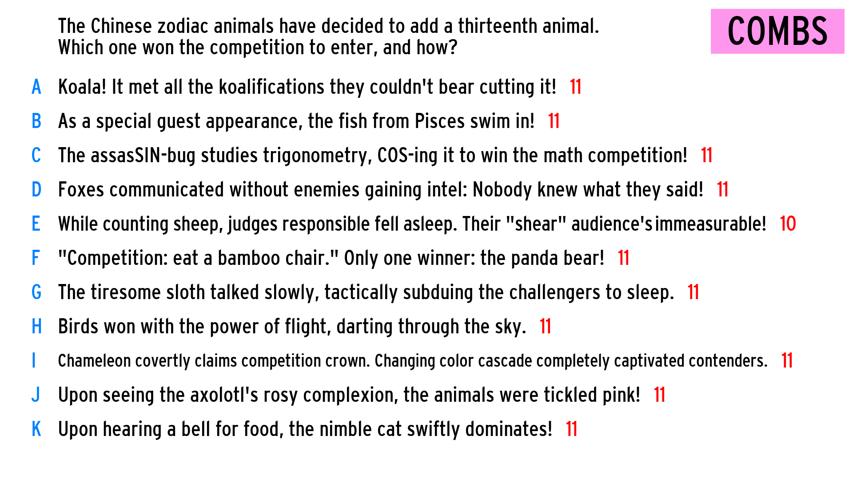 The Chinese zodiac animals have decided to add a thirteenth animal.
Which one won the competition to enter, and how?
COMBS
A Koala! It met all the koalifications they couldn't bear cutting it! 11
B As a special guest appearance, the fish from Pisces swim in! 11
C The assasSIN-bug studies trigonometry, COS-ing it to win the math competition! 11
D Foxes communicated without enemies gaining intel: Nobody knew what they said! 11
E While counting sheep, judges responsible fell asleep. Their "shear" audience's immeasurable! 10
F "Competition: eat a bamboo chair." Only one winner: the panda bear! 11
G The tiresome sloth talked slowly, tactically subduing the challengers to sleep. 11
H Birds won with the power of flight, darting through the sky. 11
I Chameleon covertly claims competition crown. Changing color cascade completely captivated contenders. 11
J Upon seeing the axolotl's rosy complexion, the animals were tickled pink! 11
K Upon hearing a bell for food, the nimble cat swiftly dominates! 11